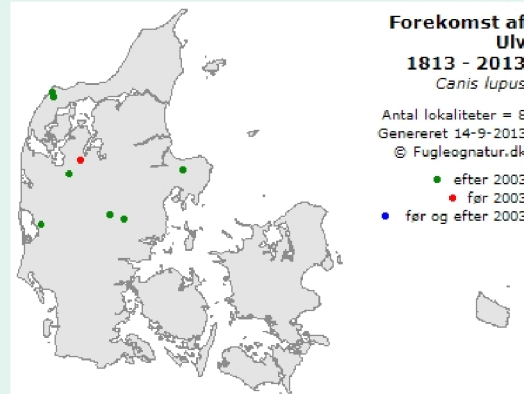 Forekomst af
Ulv
1813 - 2013
Canis lupus
Antal lokaliteter = 8
Genereret 14-9-2013
© Fugleognatur.dk
efter 2003
før 2003
før og efter 2003